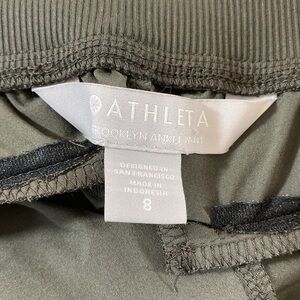 ATHLETA
BROOKLYN ANKLE PANT
DESIGNED IN
SAN FRANCISCO
MADE IN
INDONESIA
8